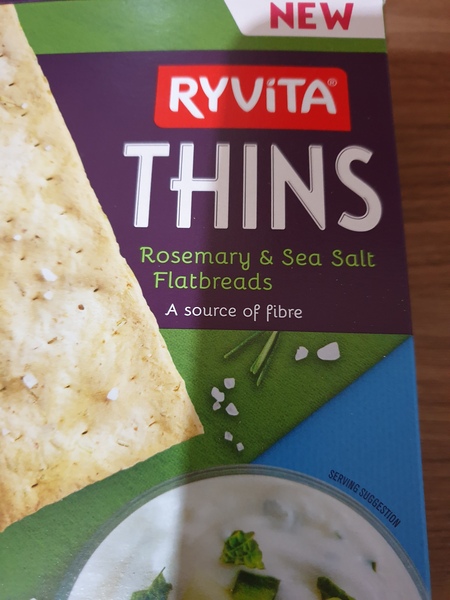 NEW
RYVITA®
THINS
Rosemary & Sea Salt
Flatbreads
A source of fibre
SERVING SUGGESTION